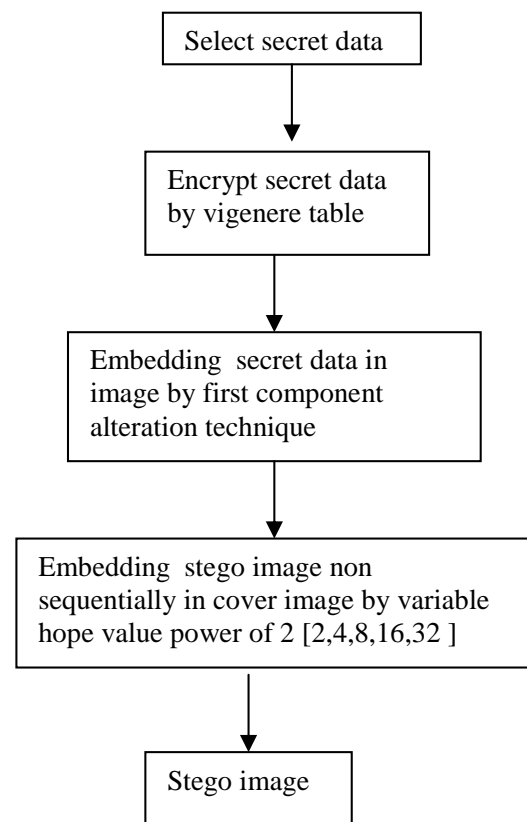 Select secret data
Encrypt secret data
by vigenere table
Embedding  secret data in
image by first component
alteration technique
Embedding  stego image non
sequentially in cover image by variable
hope value power of 2 [2,4,8,16,32 ]
Stego image